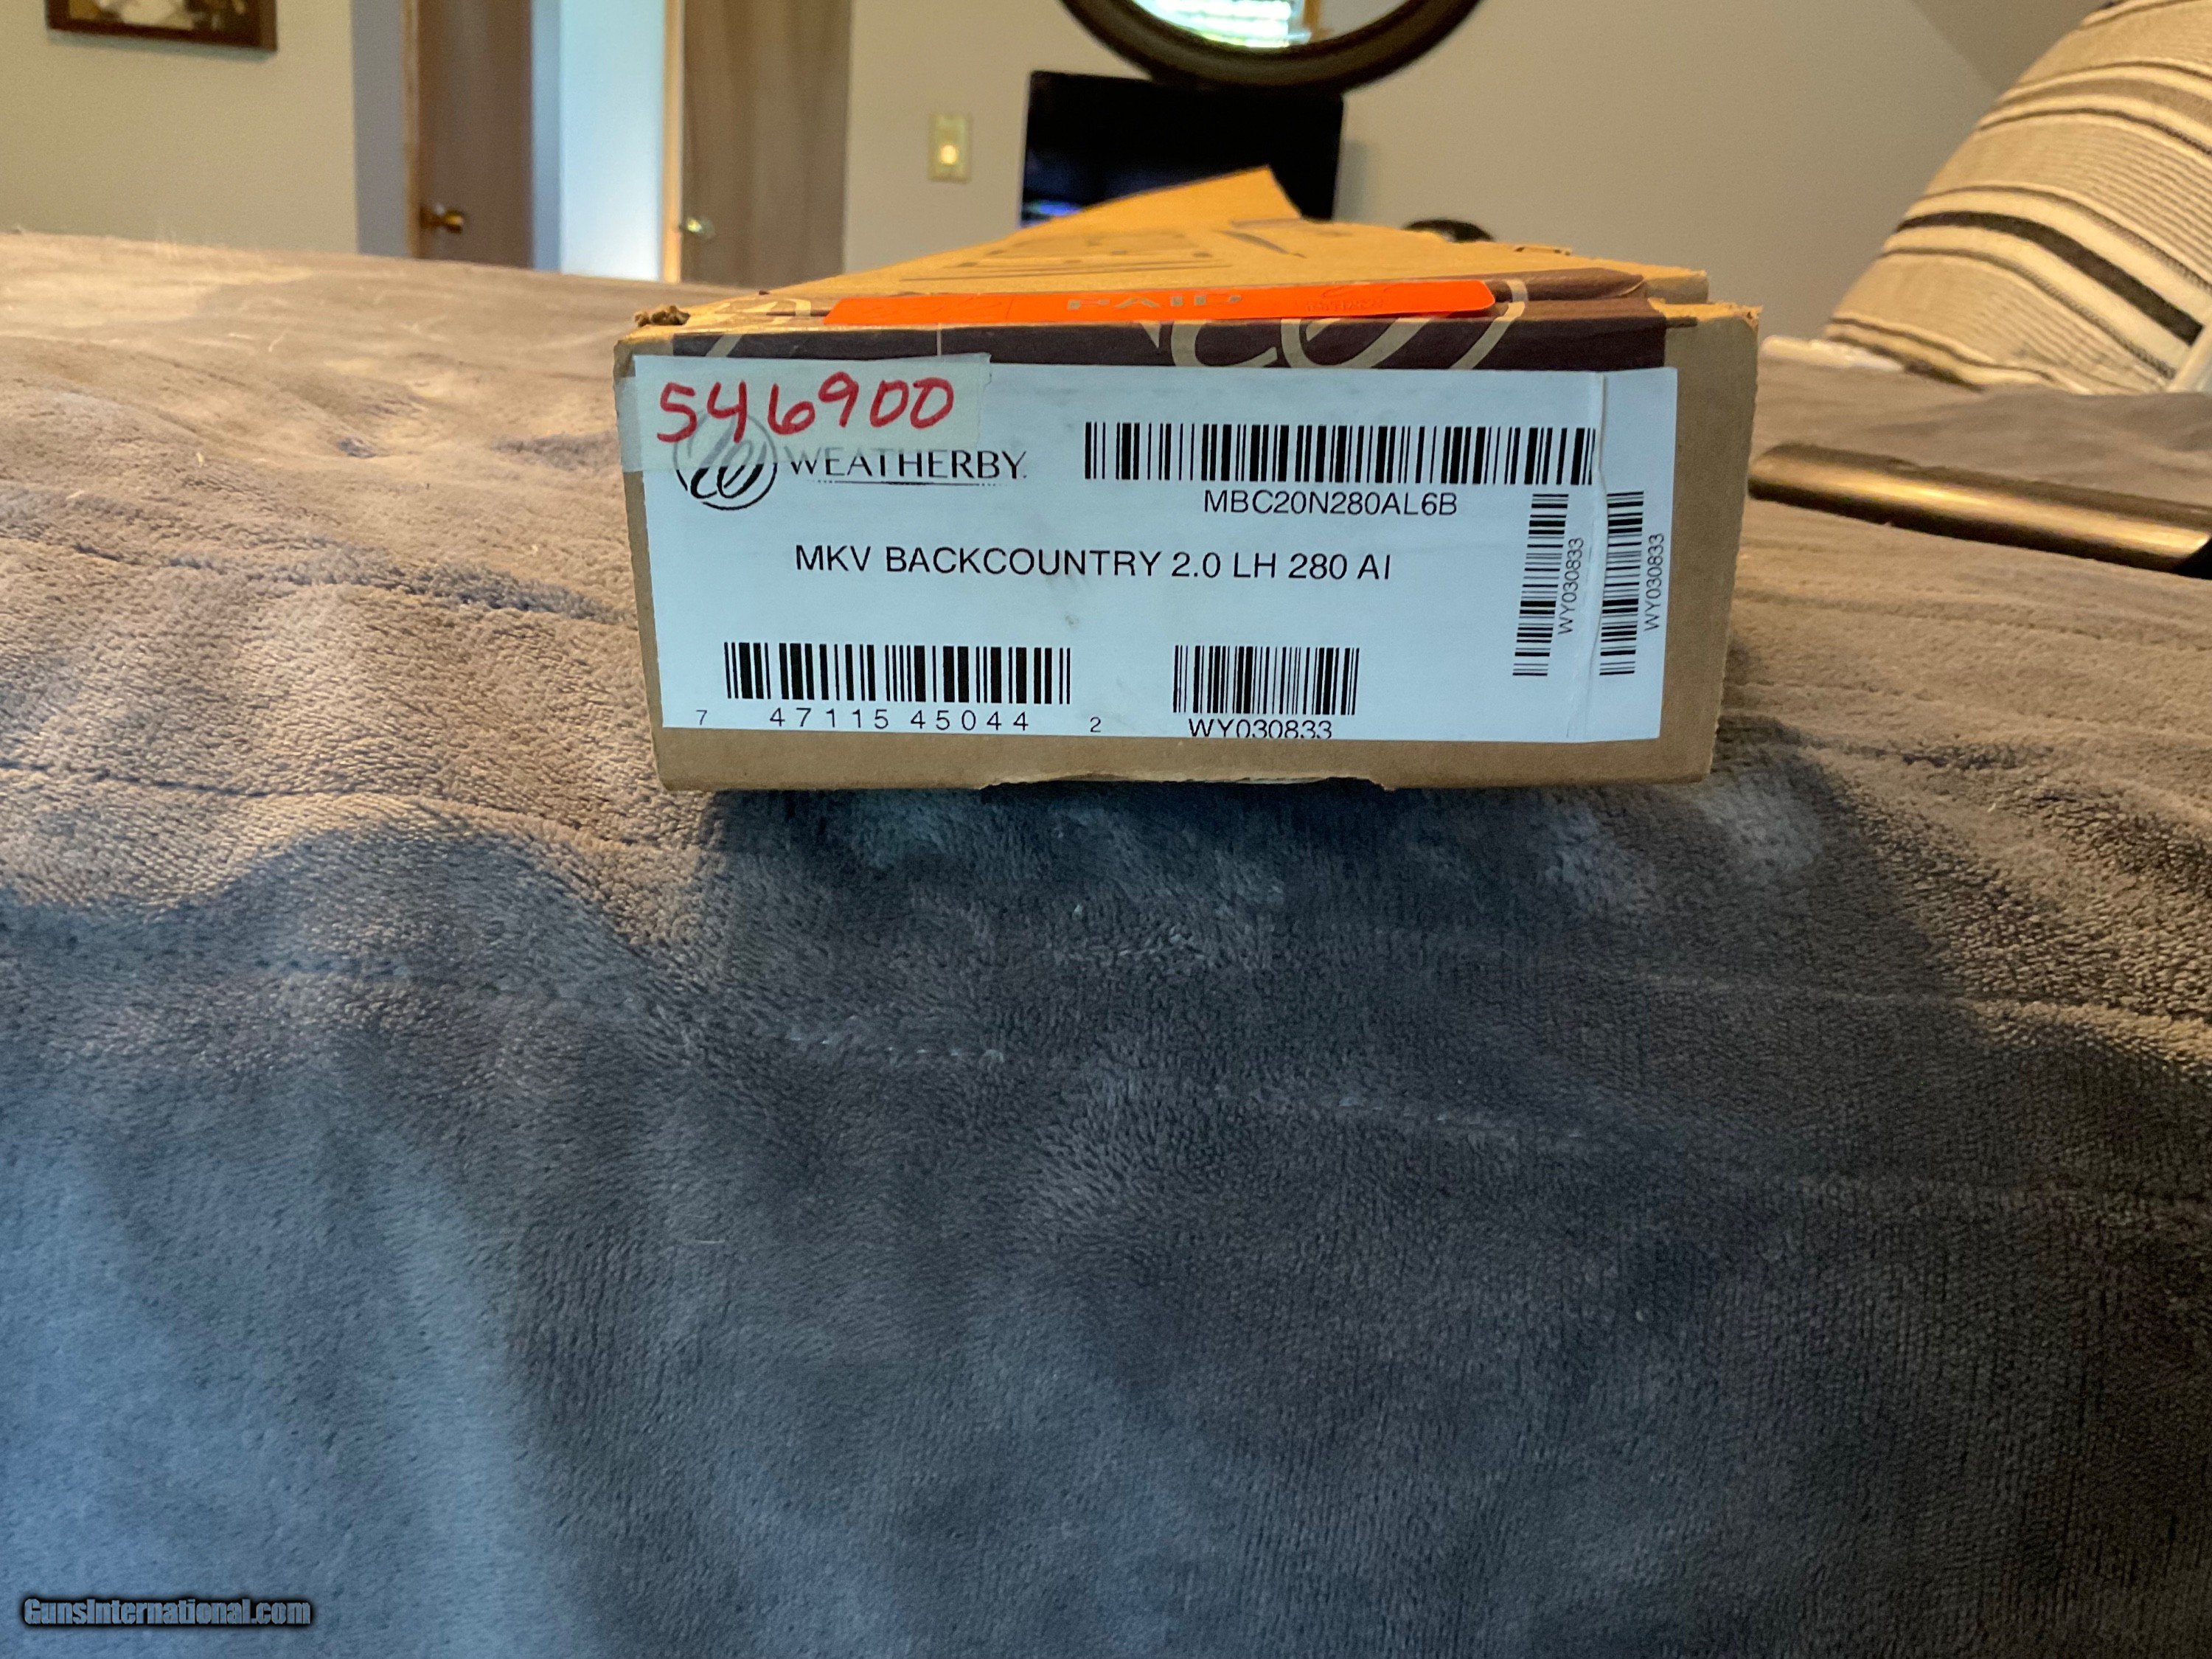 546900
WEATHERBY
MBC20N280AL6B
MKV BACKCOUNTRY 2.0 LH 280 AI
WY030833
WY030833
7 47115 45044 2
WY030833
GunsInternational.com